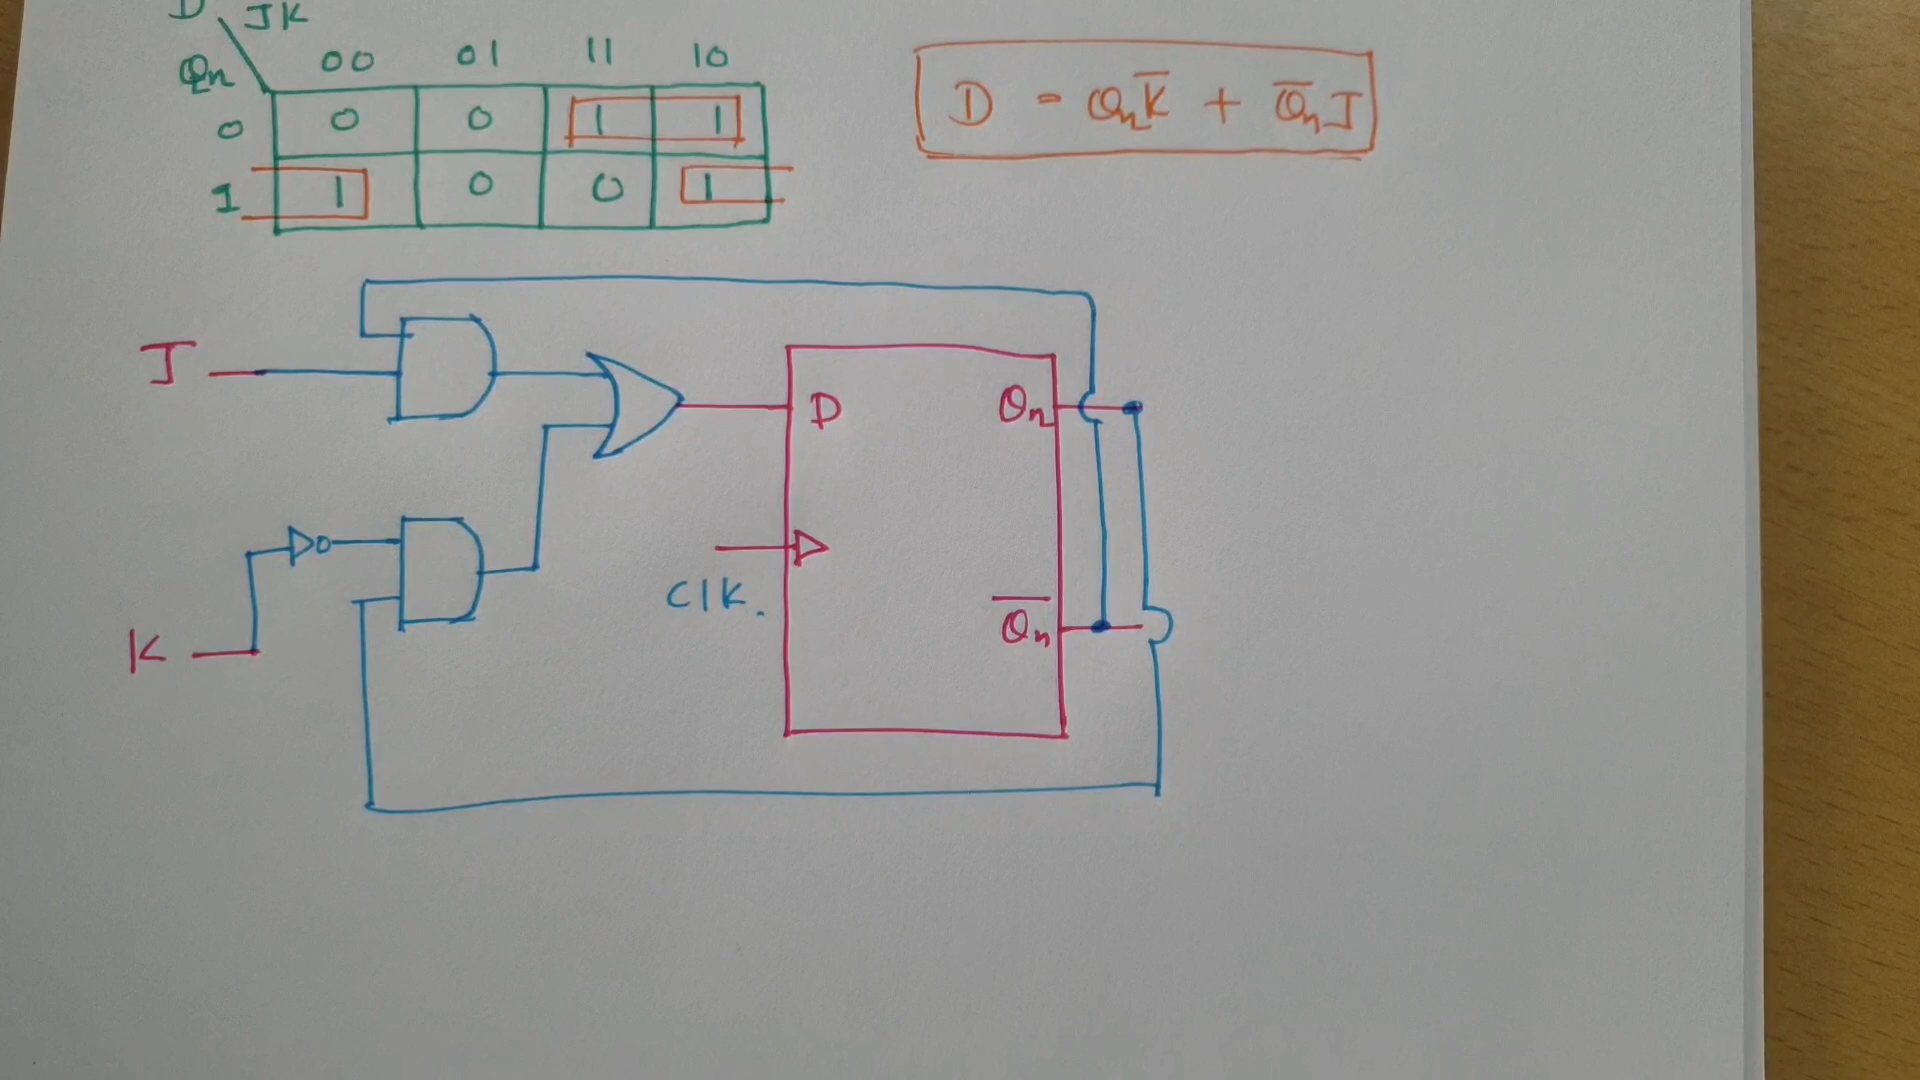 D JK
Qn 00 01 11 10
0 0 0 1 1
1 1 0 0 1
D = QnK̅ + Q̅nJ
J
D Qn
Clk.
Q̅n
K